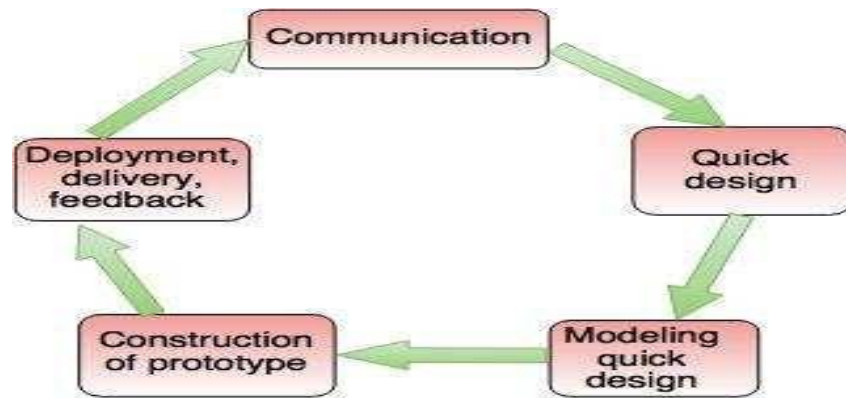 Communication
Quick
design
Modeling
quick
design
Construction
of prototype
Deployment,
delivery,
feedback